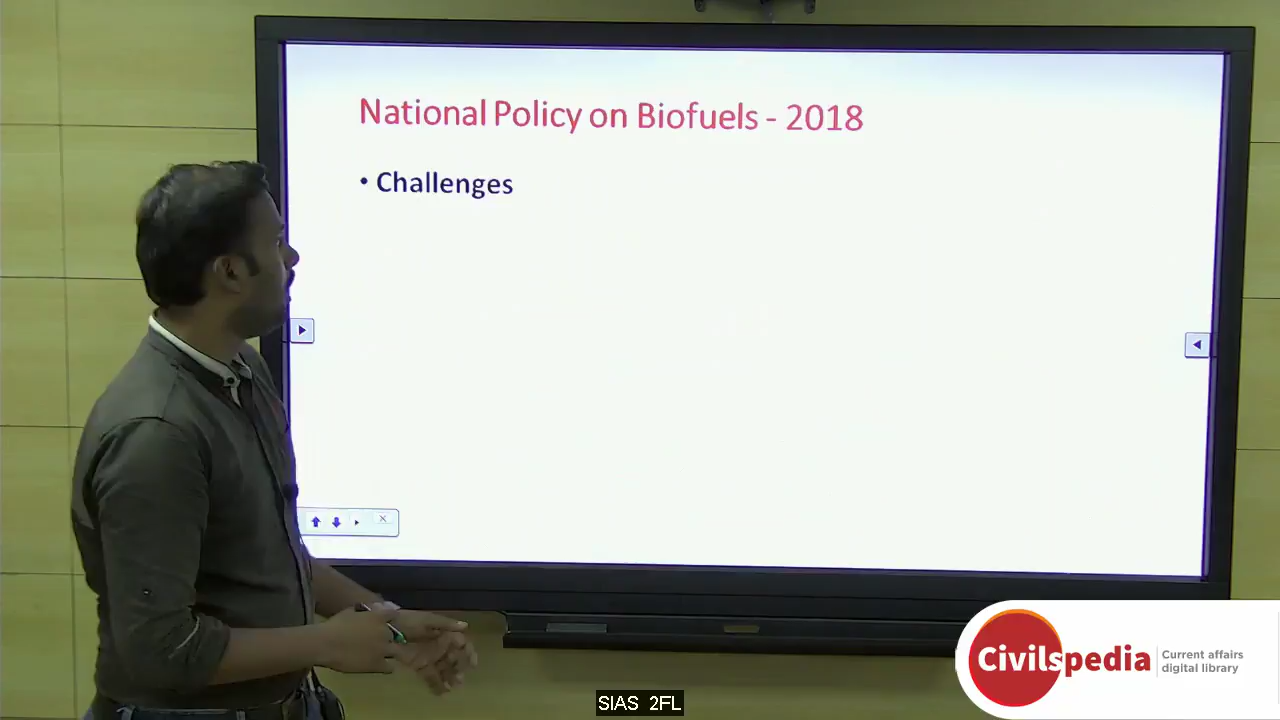 National Policy on Biofuels - 2018
• Challenges
Civilspedia
Current affairs
digital library
SIAS 2FL